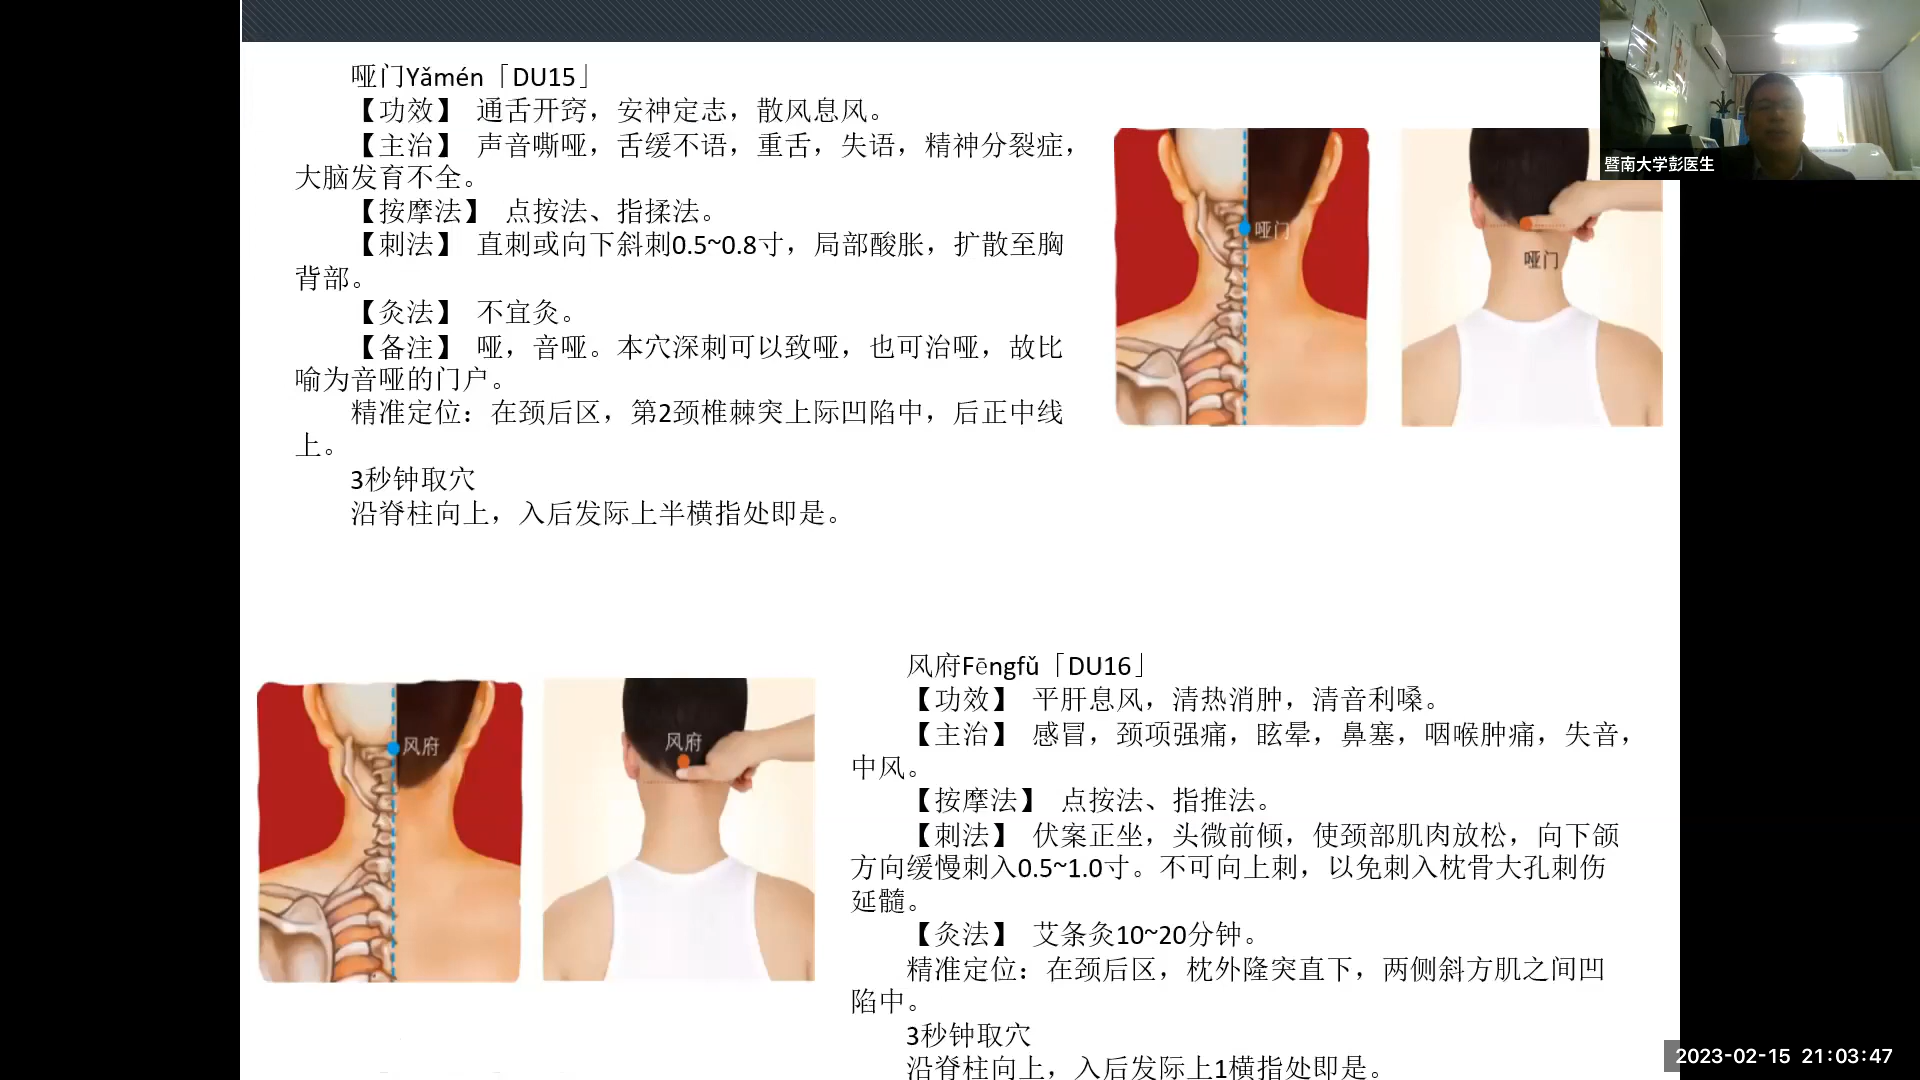 哑门Yǎmén「DU15」
【功效】 通舌开窍，安神定志，散风息风。
【主治】 声音嘶哑，舌缓不语，重舌，失语，精神分裂症，
大脑发育不全。
【按摩法】 点按法、指揉法。
【刺法】 直刺或向下斜刺0.5~0.8寸，局部酸胀，扩散至胸
背部。
【灸法】 不宜灸。
【备注】 哑，音哑。本穴深刺可以致哑，也可治哑，故比
喻为音哑的门户。
精准定位：在颈后区，第2颈椎棘突上际凹陷中，后正中线
上。
3秒钟取穴
沿脊柱向上，入后发际上半横指处即是。
哑门
哑门
暨南大学彭医生
风府
风府
风府Fēngfǔ「DU16」
【功效】 平肝息风，清热消肿，清音利嗓。
【主治】 感冒，颈项强痛，眩晕，鼻塞，咽喉肿痛，失音，
中风。
【按摩法】 点按法、指推法。
【刺法】 伏案正坐，头微前倾，使颈部肌肉放松，向下颌
方向缓慢刺入0.5~1.0寸。不可向上刺，以免刺入枕骨大孔刺伤
延髓。
【灸法】 艾条灸10~20分钟。
精准定位：在颈后区，枕外隆突直下，两侧斜方肌之间凹
陷中。
3秒钟取穴
沿脊柱向上，入后发际上1横指处即是。
2023-02-15 21:03:47